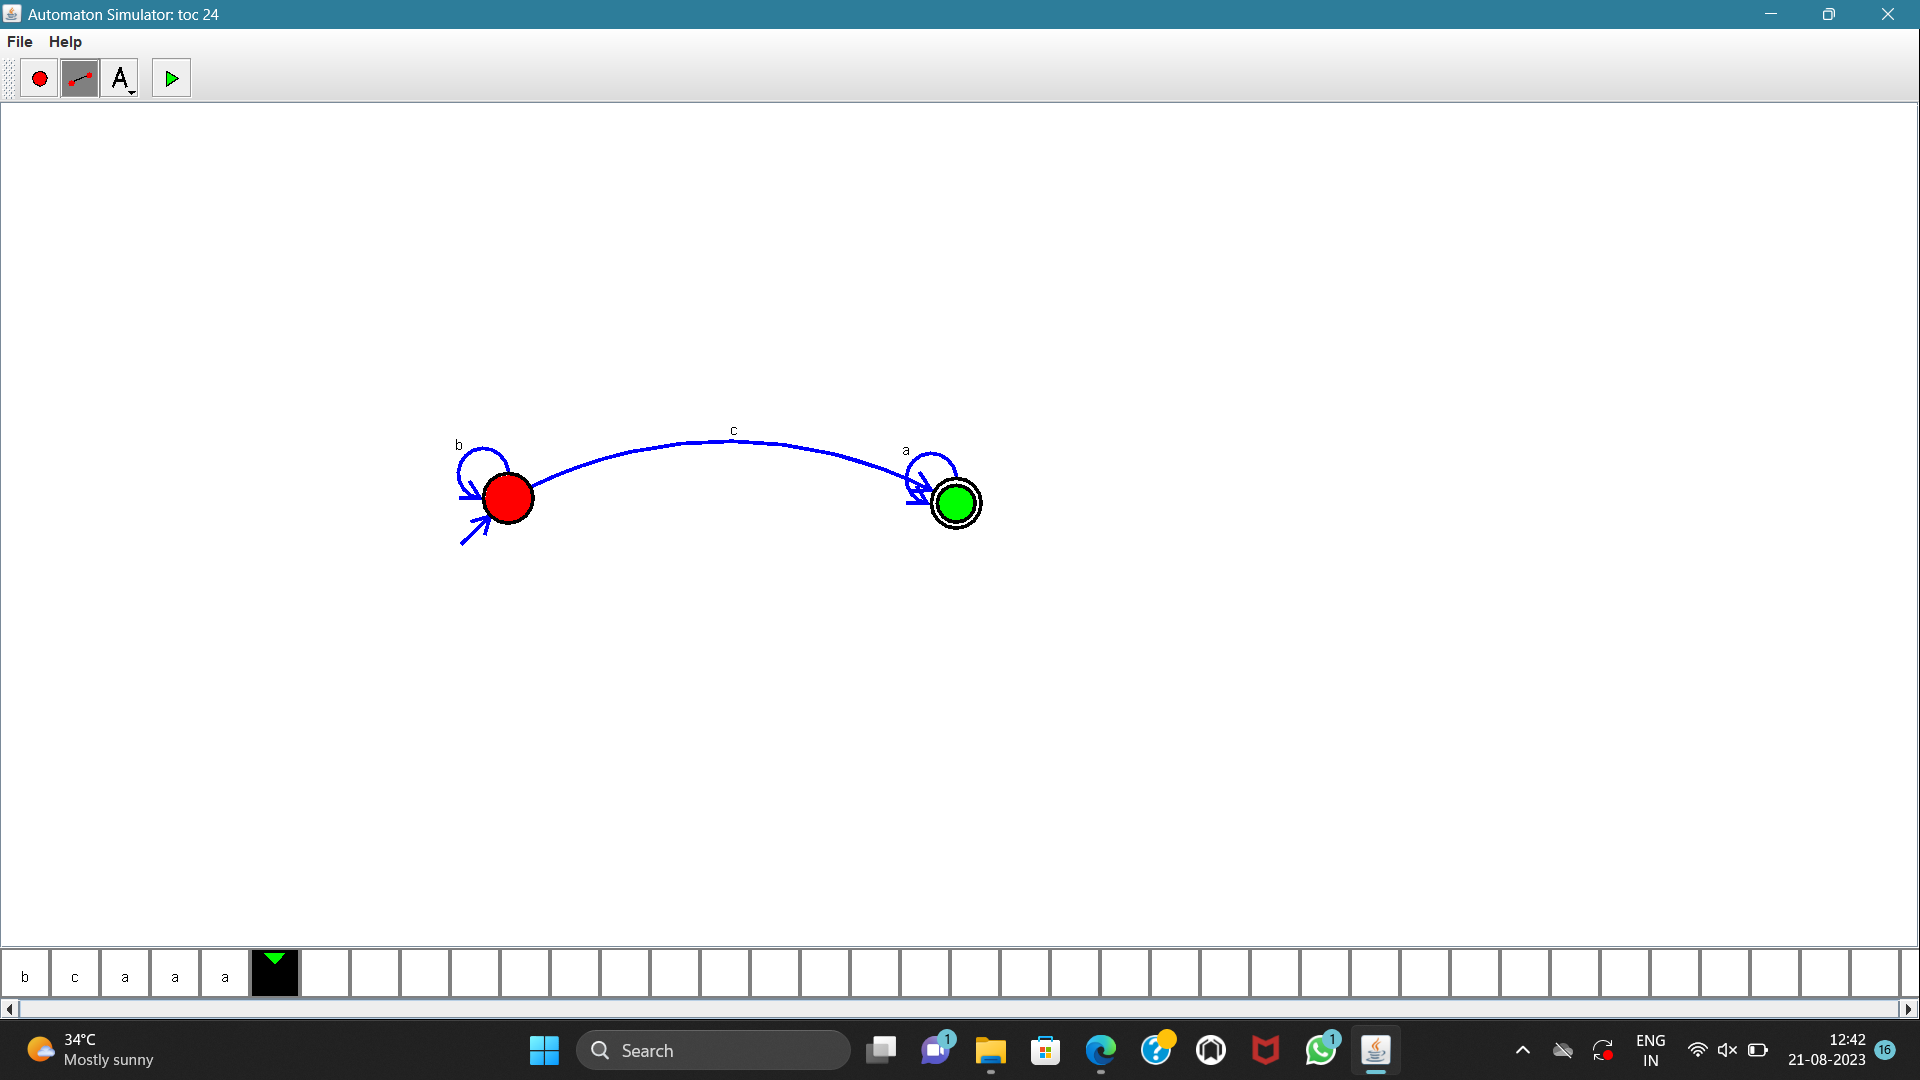 Automaton Simulator: toc 24
File Help
A
b
c
a
b c a a a
34°C
Mostly sunny
Search
1
1
ENG
IN
12:42
21-08-2023
16